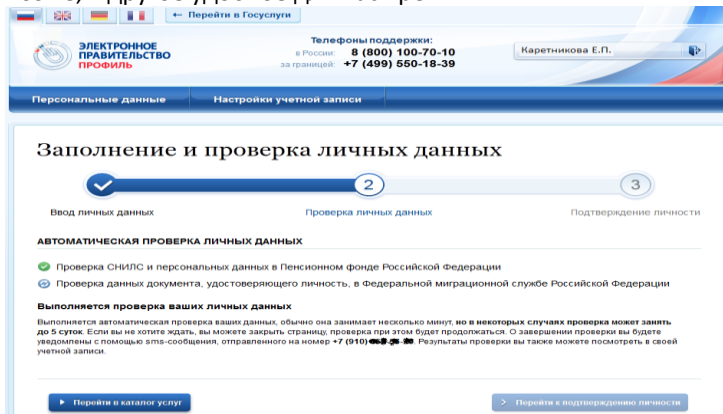 ← Перейти в Госуслуги
ЭЛЕКТРОННОЕ
ПРАВИТЕЛЬСТВО
ПРОФИЛЬ
Телефоны поддержки:
в России: 8 (800) 100-70-10
за границей: +7 (499) 550-18-39
Каретникова Е.П.
Персональные данные Настройки учетной записи
Заполнение и проверка личных данных
2 3
Ввод личных данных Проверка личных данных Подтверждение личности
АВТОМАТИЧЕСКАЯ ПРОВЕРКА ЛИЧНЫХ ДАННЫХ
Проверка СНИЛС и персональных данных в Пенсионном фонде Российской Федерации
Проверка данных документа, удостоверяющего личность, в Федеральной миграционной службе Российской Федерации
Выполняется проверка ваших личных данных
Выполняется автоматическая проверка ваших данных, обычно она занимает несколько минут, но в некоторых случаях проверка может занять
до 5 суток. Если вы не хотите ждать, вы можете закрыть страницу, проверка при этом будет продолжаться. О завершении проверки вы будете
уведомлены с помощью sms-сообщения, отправленного на номер +7 (910) Результаты проверки вы также можете посмотреть в своей
учетной записи.
Перейти в каталог услуг
> Перейти к подтверждению личности